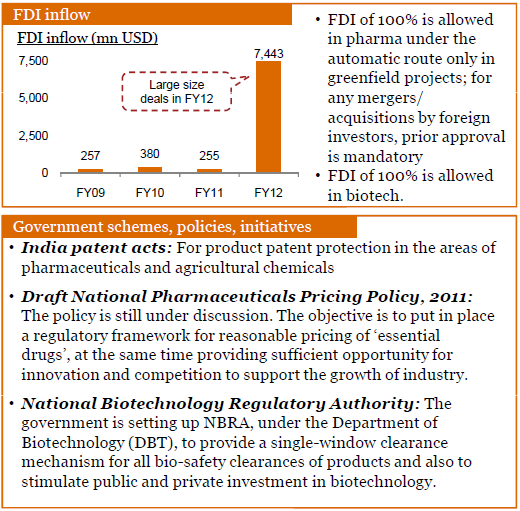 FDI inflow
FDI inflow (mn USD)
7,500
5,000
2,500
0
7,443
Large size
deals in FY12
257
380
255
FY09
FY10
FY11
FY12
• FDI of 100% is allowed
in pharma under the
automatic route only in
greenfield projects; for
any mergers/
acquisitions by foreign
investors, prior approval
is mandatory
• FDI of 100% is allowed
in biotech.
Government schemes, policies, initiatives
• India patent acts: For product patent protection in the areas of
pharmaceuticals and agricultural chemicals
• Draft National Pharmaceuticals Pricing Policy, 2011:
The policy is still under discussion. The objective is to put in place
a regulatory framework for reasonable pricing of ‘essential
drugs’, at the same time providing sufficient opportunity for
innovation and competition to support the growth of industry.
• National Biotechnology Regulatory Authority: The
government is setting up NBRA, under the Department of
Biotechnology (DBT), to provide a single-window clearance
mechanism for all bio-safety clearances of products and also to
stimulate public and private investment in biotechnology.